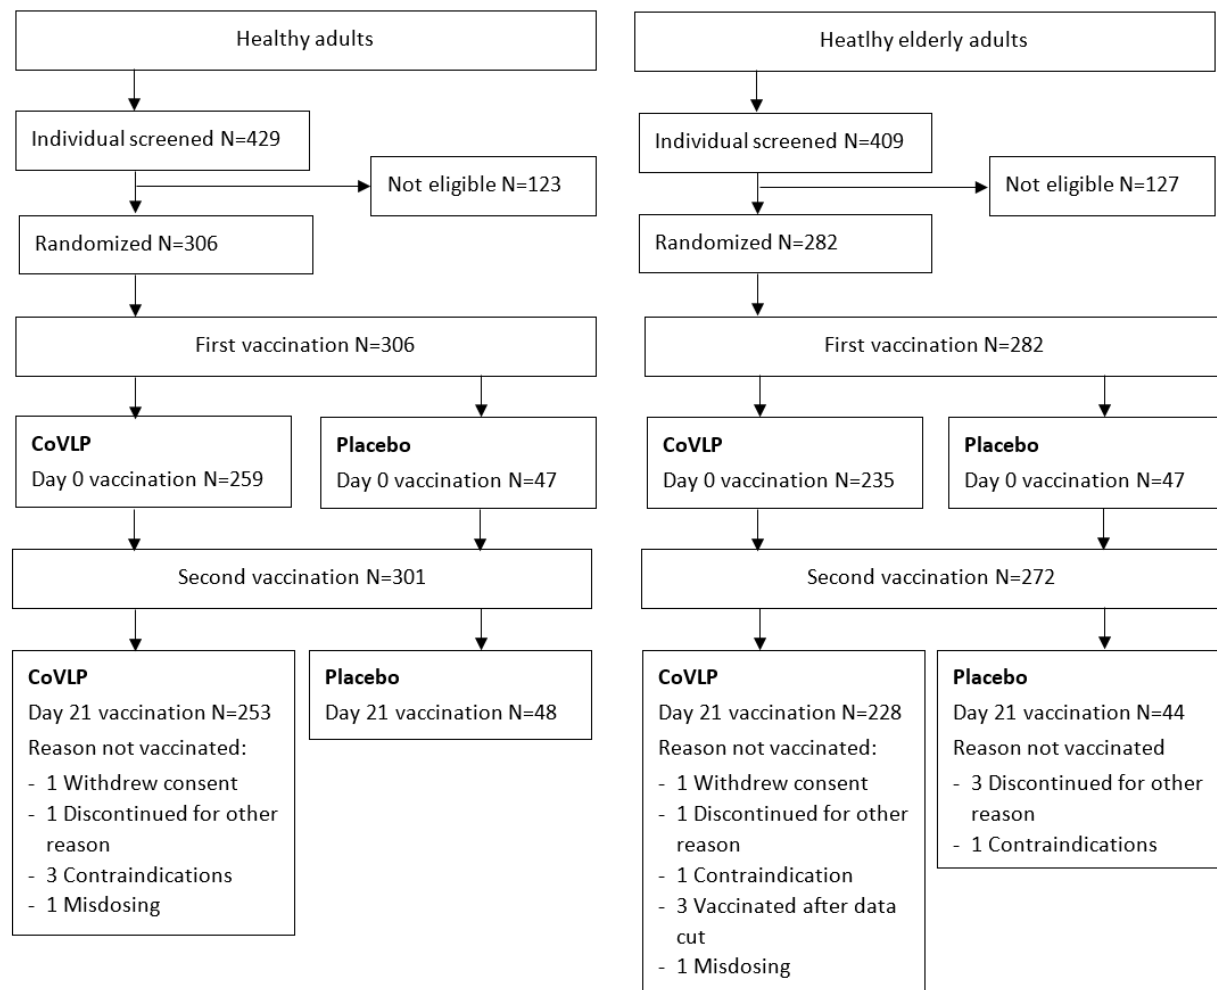 Healthy adults
Individual screened N=429
Not eligible N=123
Randomized N=306
First vaccination N=306
CoVLP
Day 0 vaccination N=259
Placebo
Day 0 vaccination N=47
Second vaccination N=301
CoVLP
Day 21 vaccination N=253
Reason not vaccinated:
- 1 Withdrew consent
- 1 Discontinued for other
reason
- 3 Contraindications
- 1 Misdosing
Placebo
Day 21 vaccination N=48
Heatlhy elderly adults
Individual screened N=409
Not eligible N=127
Randomized N=282
First vaccination N=282
CoVLP
Day 0 vaccination N=235
Placebo
Day 0 vaccination N=47
Second vaccination N=272
CoVLP
Day 21 vaccination N=228
Reason not vaccinated:
- 1 Withdrew consent
- 1 Discontinued for other
reason
- 1 Contraindication
- 3 Vaccinated after data
cut
- 1 Misdosing
Placebo
Day 21 vaccination N=44
Reason not vaccinated
- 3 Discontinued for other
reason
- 1 Contraindications